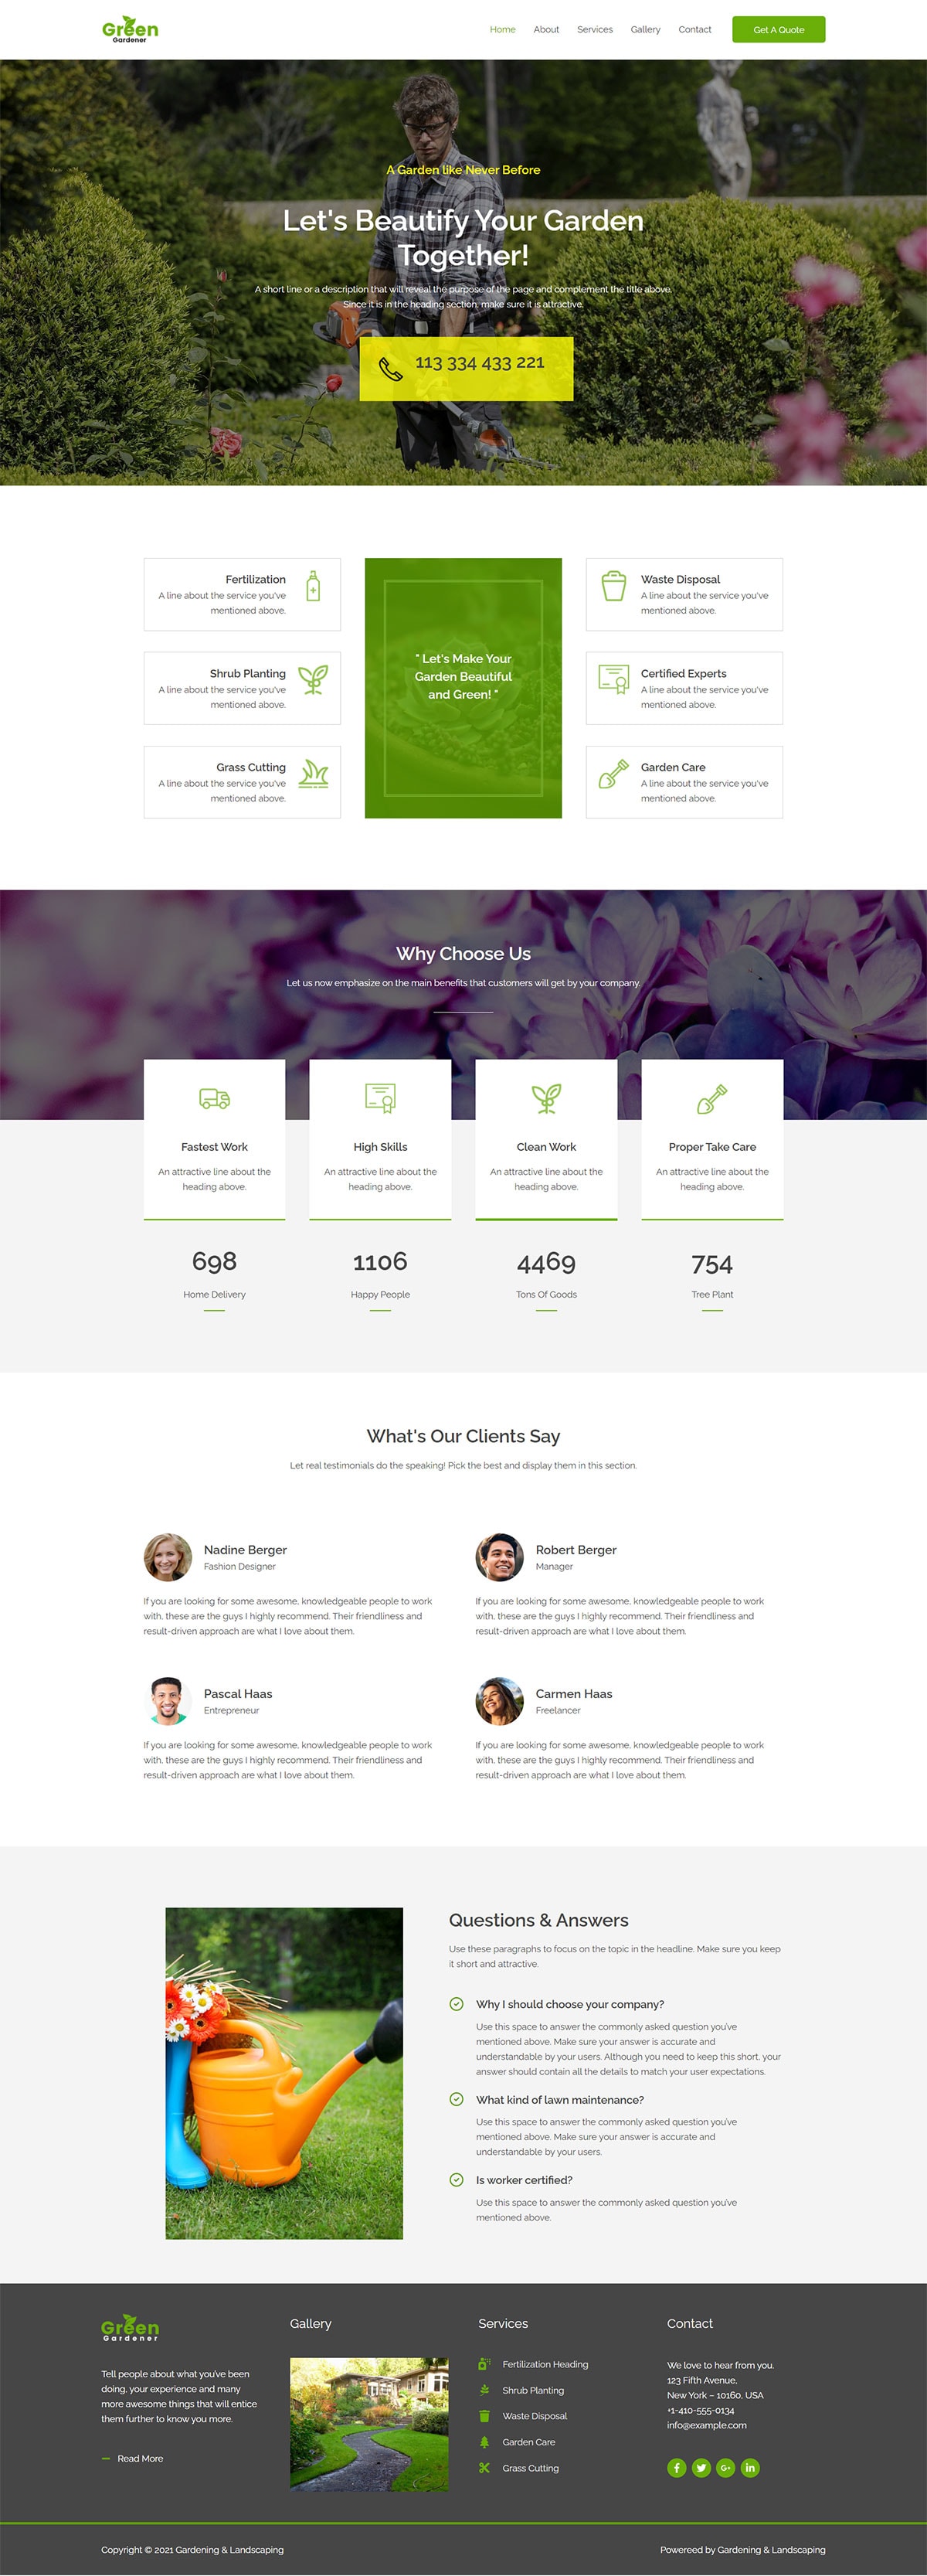 Green
Gardener
Home
About
Services
Gallery
Contact
Get A Quote
A Garden like Never Before
Let's Beautify Your Garden
Together!
A short line or a description that will reveal the purpose of the page and complement the title above.
Since it is in the heading section, make sure it is attractive.
113 334 433 221
Fertilization
A line about the service you've
mentioned above.
Shrub Planting
A line about the service you've
mentioned above.
Grass Cutting
A line about the service you've
mentioned above.
" Let's Make Your
Garden Beautiful
and Green! "
Waste Disposal
A line about the service you've
mentioned above.
Certified Experts
A line about the service you've
mentioned above.
Garden Care
A line about the service you've
mentioned above.
Why Choose Us
Let us now emphasize on the main benefits that customers will get by your company.
Fastest Work
An attractive line about the
heading above.
High Skills
An attractive line about the
heading above.
Clean Work
An attractive line about the
heading above.
Proper Take Care
An attractive line about the
heading above.
698
Home Delivery
1106
Happy People
4469
Tons Of Goods
754
Tree Plant
What's Our Clients Say
Let real testimonials do the speaking! Pick the best and display them in this section.
Nadine Berger
Fashion Designer
If you are looking for some awesome, knowledgeable people to work
with, these are the guys I highly recommend. Their friendliness and
result-driven approach are what I love about them.
Robert Berger
Manager
If you are looking for some awesome, knowledgeable people to work
with, these are the guys I highly recommend. Their friendliness and
result-driven approach are what I love about them.
Pascal Haas
Entrepreneur
If you are looking for some awesome, knowledgeable people to work
with, these are the guys I highly recommend. Their friendliness and
result-driven approach are what I love about them.
Carmen Haas
Freelancer
If you are looking for some awesome, knowledgeable people to work
with, these are the guys I highly recommend. Their friendliness and
result-driven approach are what I love about them.
Questions & Answers
Use these paragraphs to focus on the topic in the headline. Make sure you keep
it short and attractive.
Why I should choose your company?
Use this space to answer the commonly asked question you've
mentioned above. Make sure your answer is accurate and
understandable by your users. Although you need to keep this short, your
answer should contain all the details to match your user expectations.
What kind of lawn maintenance?
Use this space to answer the commonly asked question you've
mentioned above. Make sure your answer is accurate and
understandable by your users.
Is worker certified?
Use this space to answer the commonly asked question you've
mentioned above.
Green
Gardener
Tell people about what you've been
doing, your experience and many
more awesome things that will entice
them further to know you more.
Read More
Gallery
Services
Fertilization Heading
Shrub Planting
Waste Disposal
Garden Care
Grass Cutting
Contact
We love to hear from you.
123 Fifth Avenue,
New York – 10160, USA
+1-410-555-0134
info@example.com
Copyright © 2021 Gardening & Landscaping
Powereed by Gardening & Landscaping